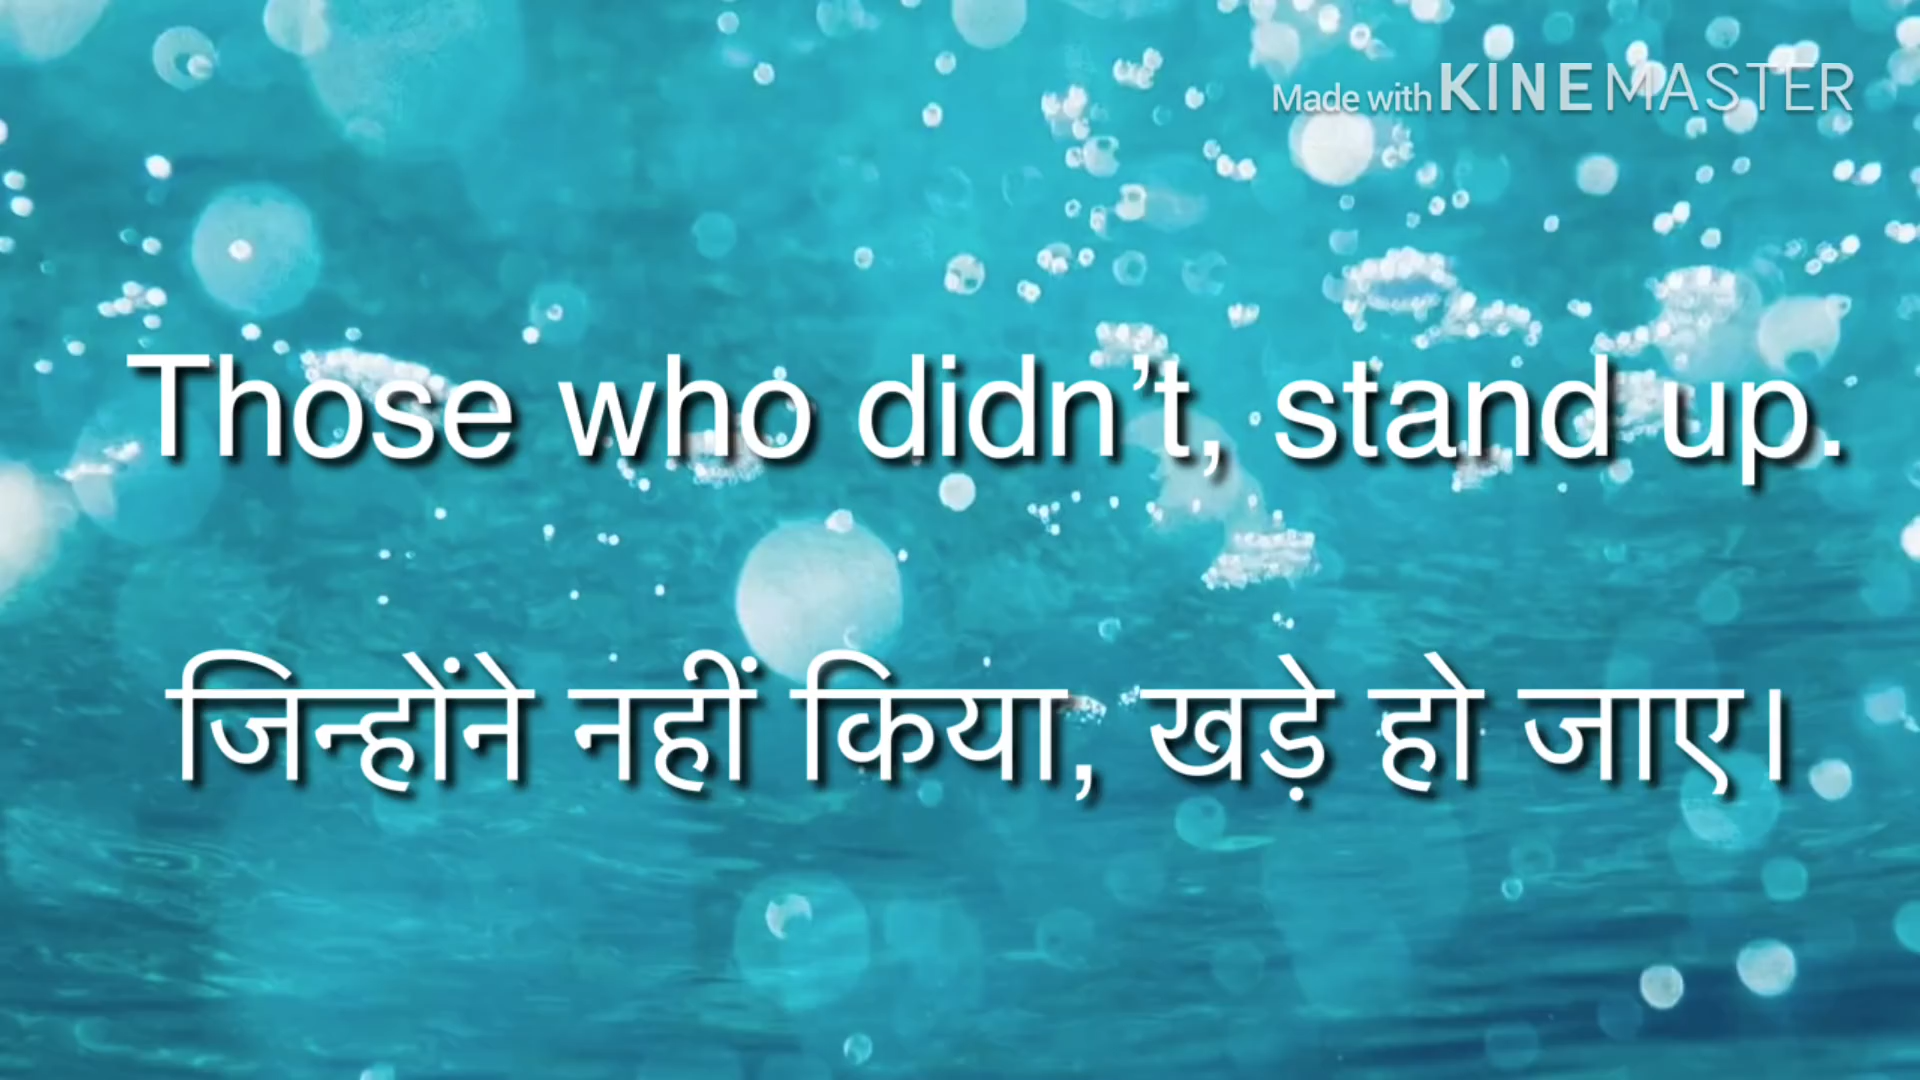 Made with KINEMASTER
Those who didn’t, stand up.
जिन्होंने नहीं किया, खड़े हो जाए।